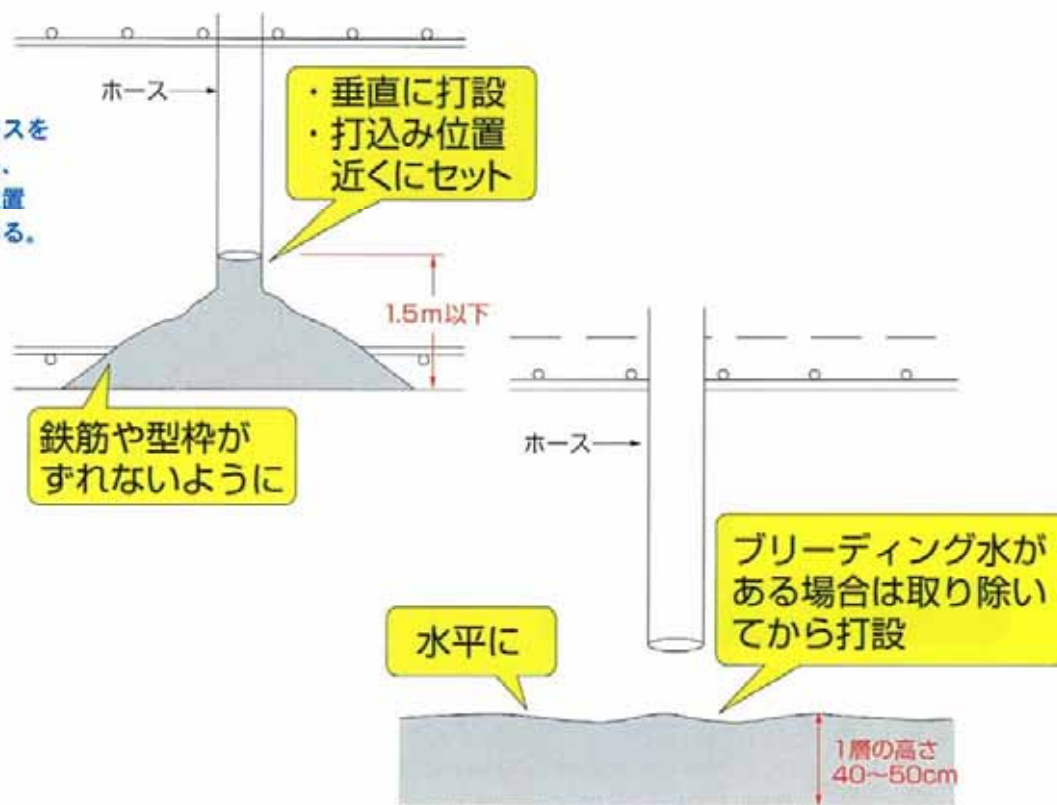 ホース
・垂直に打設
・打込み位置
近くにセット
スを
、
置
る。
1.5m以下
鉄筋や型枠が
ずれないように
ホース
ブリーディング水が
ある場合は取り除い
てから打設
水平に
1層の高さ
40～50cm